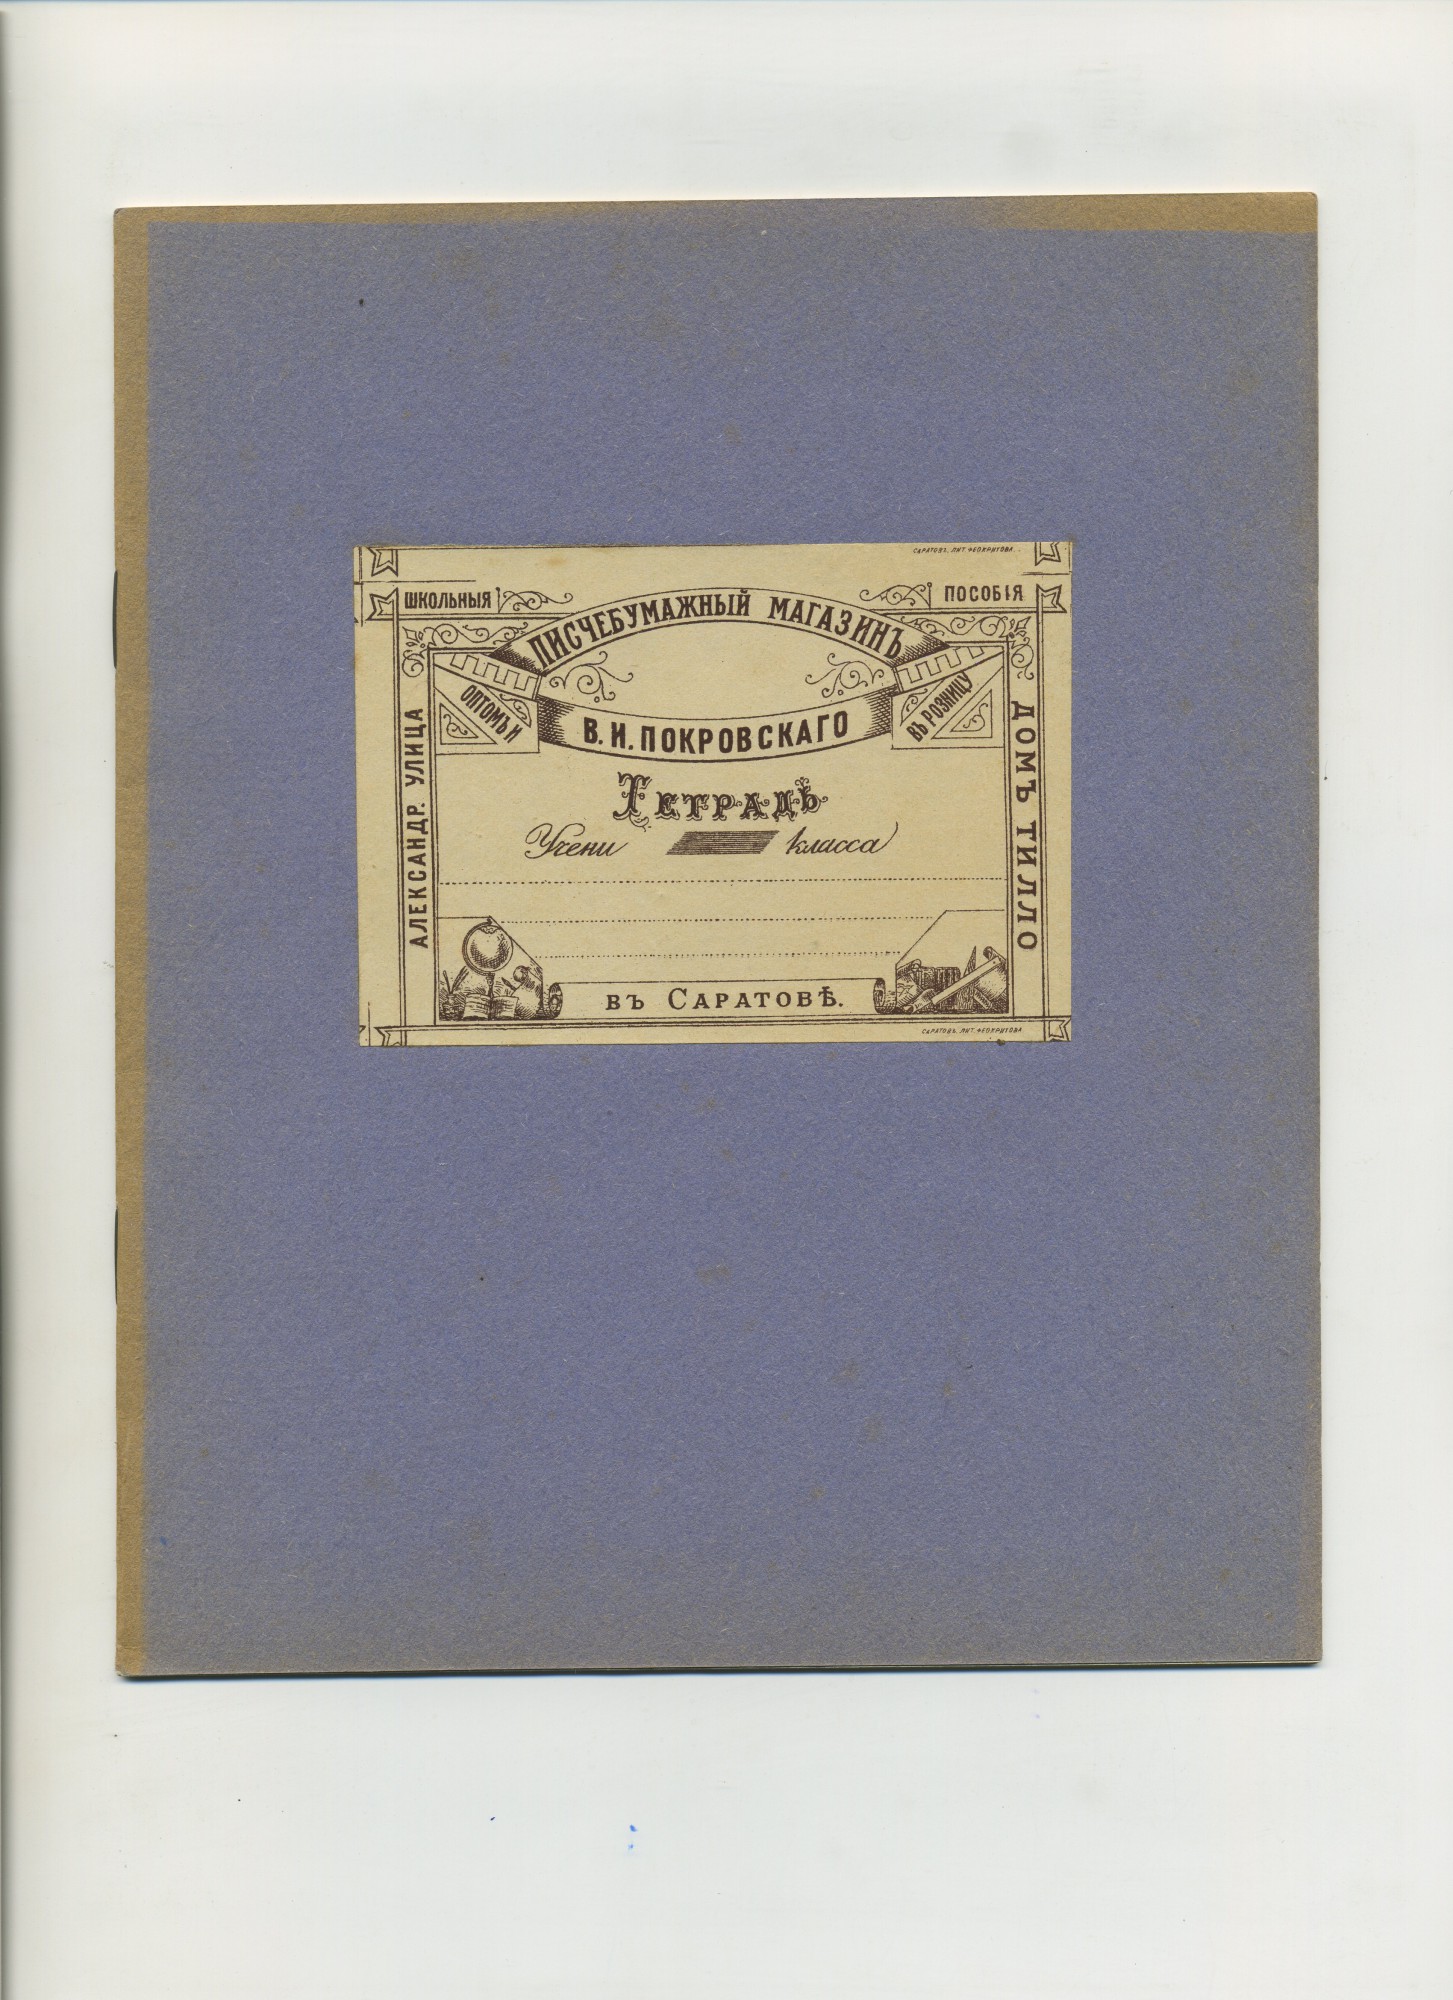 САРАТОВЪ, ЛИТ. ФЕОКРИТОВА.
ШКОЛЬНЫЯ
ПОСОБІЯ
ПИСЧЕБУМАЖНЫЙ МАГАЗИНЪ
ОПТОМЪ И
ВЪ РОЗНИЦУ
В. И. ПОКРОВСКАГО
АЛЕКСАНДР. УЛИЦА
ДОМЪ ТИЛЛО
Тетрадь
Учени класса
ВЪ САРАТОВѢ.
САРАТОВЪ. ЛИТ. ФЕОКРИТОВА